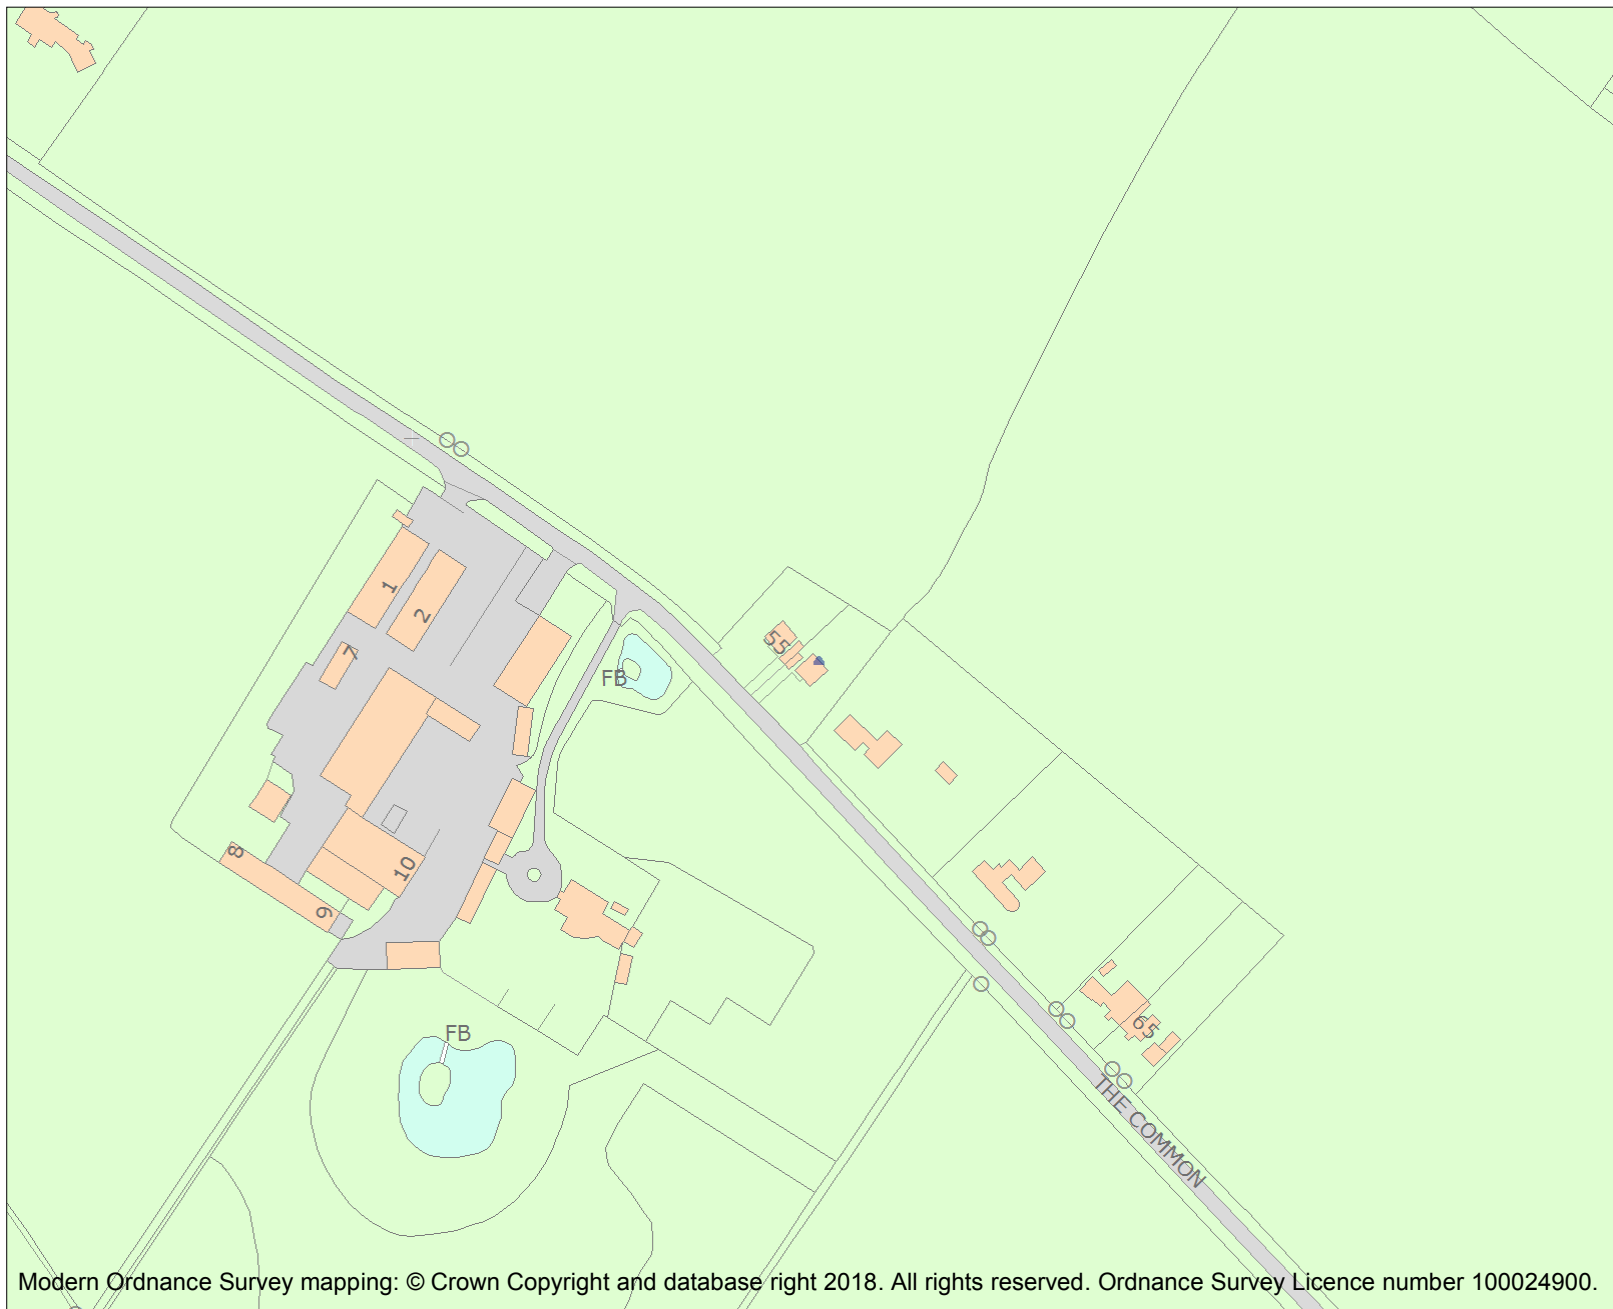 1
2
7
55
FB
8
10
9
65
FB
THE COMMON
Modern Ordnance Survey mapping: © Crown Copyright and database right 2018. All rights reserved. Ordnance Survey Licence number 100024900.